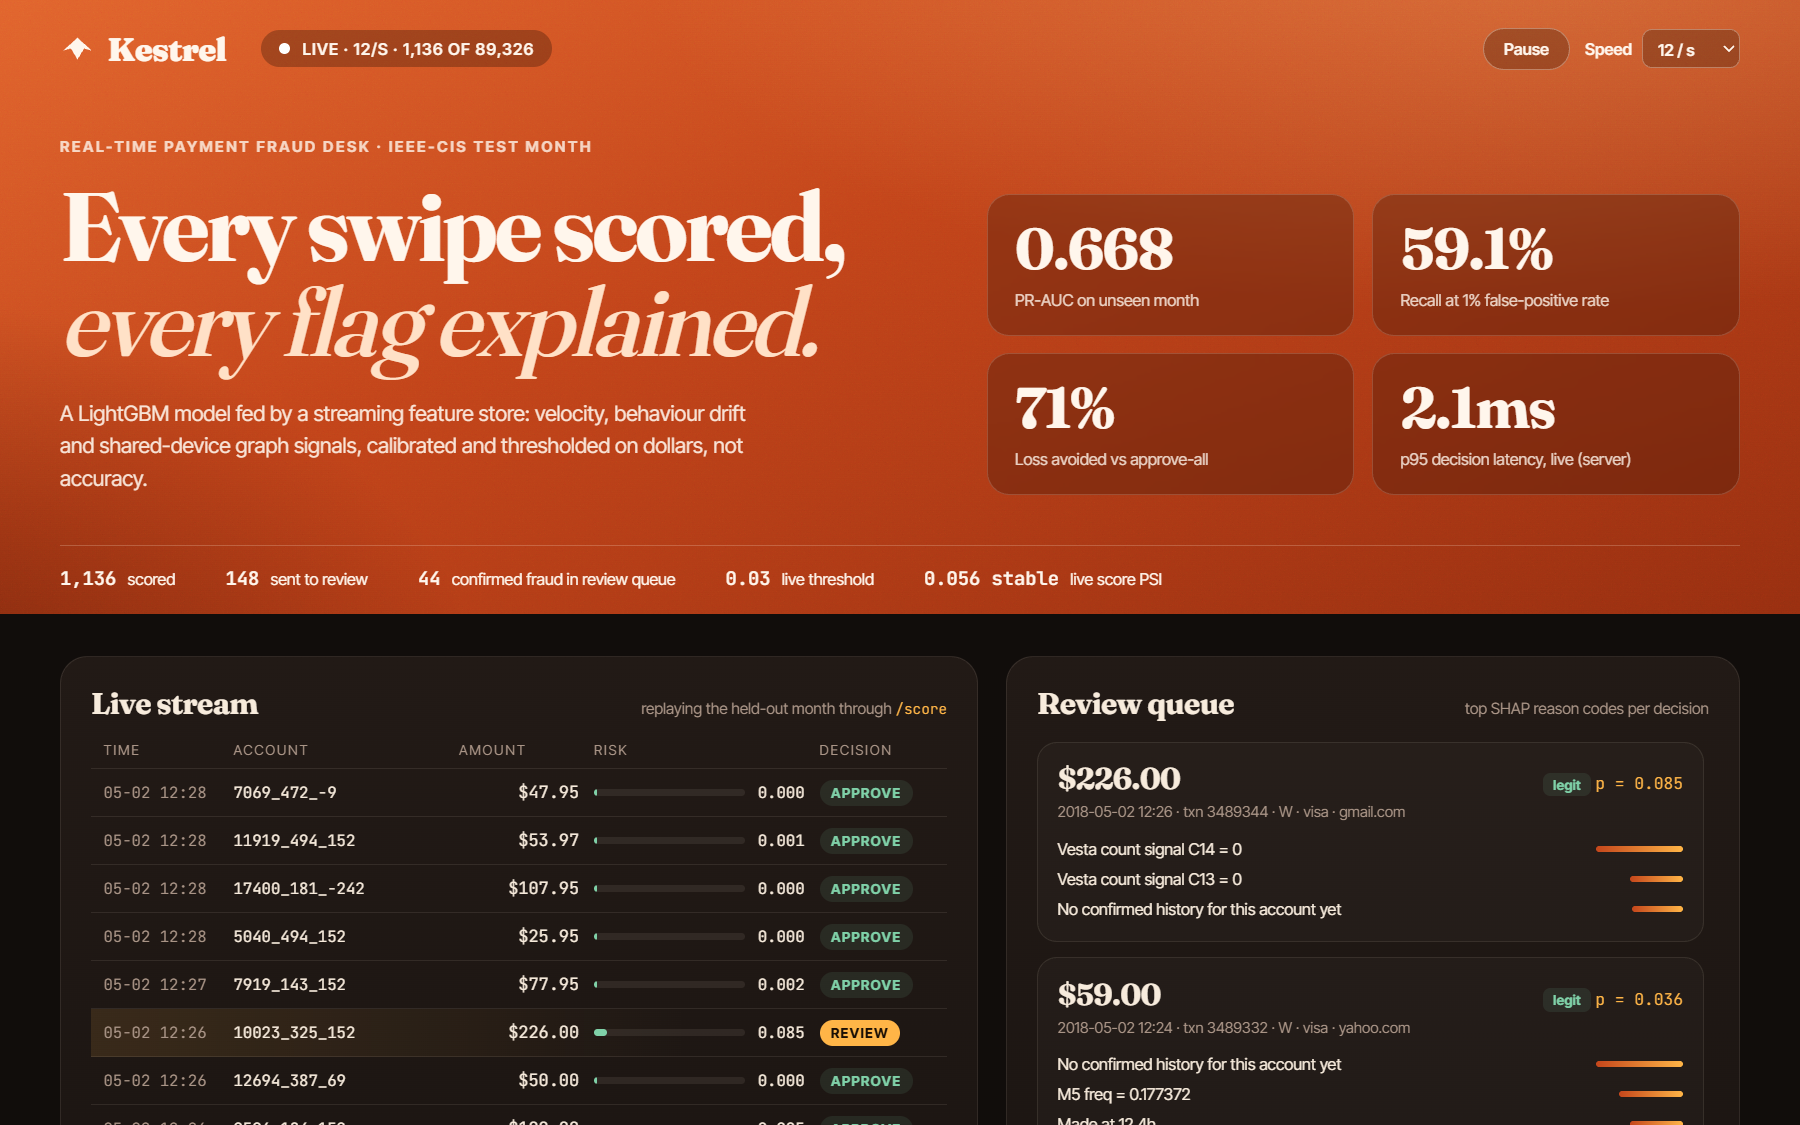 Kestrel
LIVE · 12/S · 1,136 OF 89,326
Pause
Speed
12 / s
REAL-TIME PAYMENT FRAUD DESK · IEEE-CIS TEST MONTH
Every swipe scored,
every flag explained.
A LightGBM model fed by a streaming feature store: velocity, behaviour drift
and shared-device graph signals, calibrated and thresholded on dollars, not
accuracy.
0.668
PR-AUC on unseen month
59.1%
Recall at 1% false-positive rate
71%
Loss avoided vs approve-all
2.1ms
p95 decision latency, live (server)
1,136 scored 148 sent to review 44 confirmed fraud in review queue 0.03 live threshold 0.056 stable live score PSI
Live stream
replaying the held-out month through /score
TIME ACCOUNT AMOUNT RISK DECISION
05-02 12:28 7069_472_-9 $47.95 0.000 APPROVE
05-02 12:28 11919_494_152 $53.97 0.001 APPROVE
05-02 12:28 17400_181_-242 $107.95 0.000 APPROVE
05-02 12:28 5040_494_152 $25.95 0.000 APPROVE
05-02 12:27 7919_143_152 $77.95 0.002 APPROVE
05-02 12:26 10023_325_152 $226.00 0.085 REVIEW
05-02 12:26 12694_387_69 $50.00 0.000 APPROVE
Review queue
top SHAP reason codes per decision
$226.00
legit p = 0.085
2018-05-02 12:26 · txn 3489344 · W · visa · gmail.com
Vesta count signal C14 = 0
Vesta count signal C13 = 0
No confirmed history for this account yet
$59.00
legit p = 0.036
2018-05-02 12:24 · txn 3489332 · W · visa · yahoo.com
No confirmed history for this account yet
M5 freq = 0.177372
Made at 12.4h